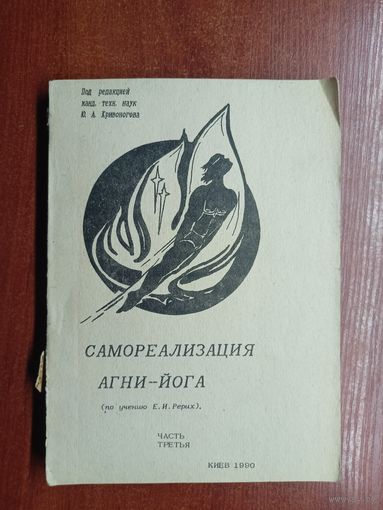 Под редакцией
канд. техн. наук
Ю. А. Кривоногова
САМОРЕАЛИЗАЦИЯ
АГНИ-ЙОГА
(по учению Е.И.Рерих).
ЧАСТЬ
ТРЕТЬЯ
КИЕВ 1990